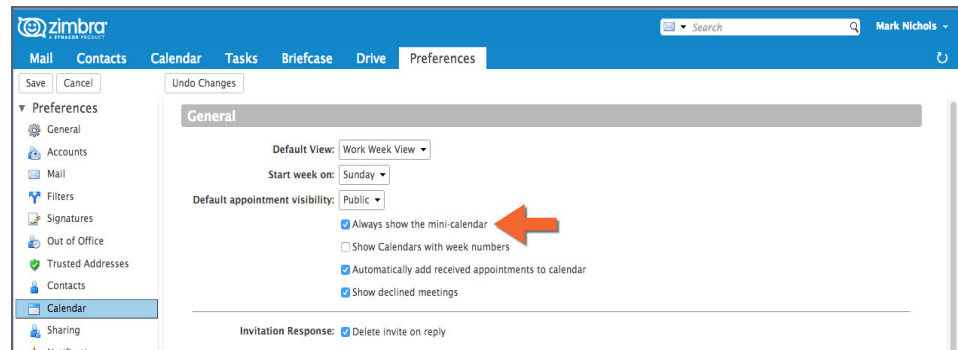 zimbra
A SYNACOR PRODUCT
Search
Mark Nichols
Mail Contacts Calendar Tasks Briefcase Drive Preferences
Save Cancel Undo Changes
Preferences
General
Accounts
Mail
Filters
Signatures
Out of Office
Trusted Addresses
Contacts
Calendar
Sharing
General
Default View: Work Week View
Start week on: Sunday
Default appointment visibility: Public
Always show the mini-calendar
Show Calendars with week numbers
Automatically add received appointments to calendar
Show declined meetings
Invitation Response: Delete invite on reply